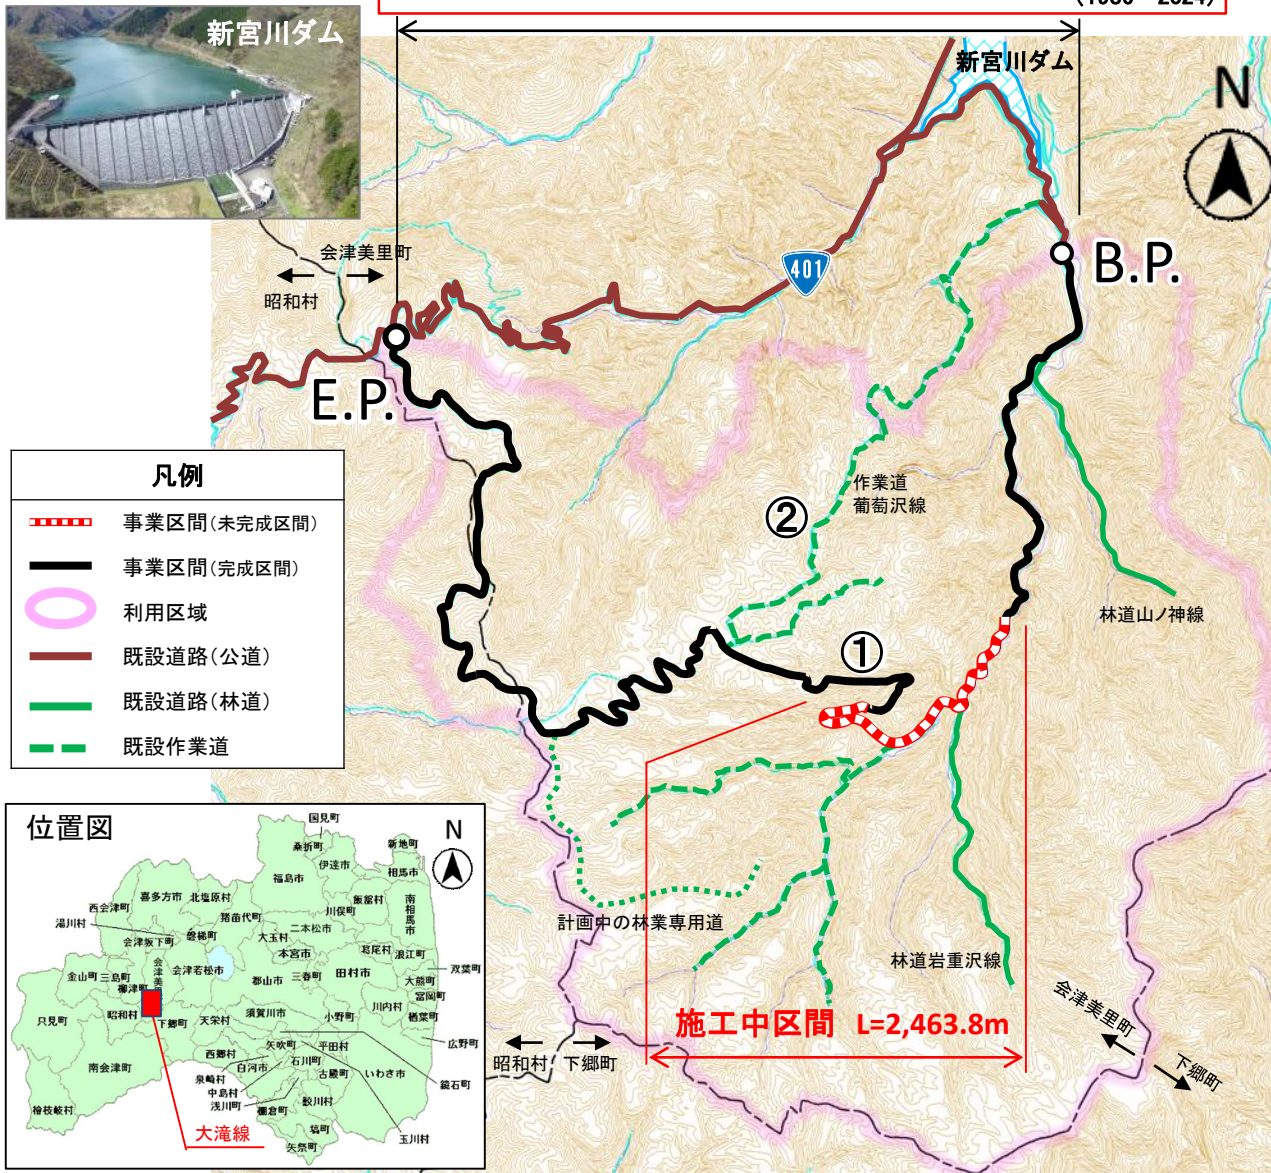 新宮川ダム
新宮川ダム
N
401
会津美里町
昭和村
B.P.
E.P.
凡例
事業区間(未完成区間)
事業区間(完成区間)
利用区域
既設道路(公道)
既設道路(林道)
既設作業道
作業道
葡萄沢線
②
①
林道山ノ神線
計画中の林業専用道
林道岩重沢線
施工中区間 L=2,463.8m
昭和村
下郷町
会津美里町
下郷町
位置図
N
国見町
桑折町
新地町
伊達市
相馬市
福島市
喜多方市
北塩原村
飯舘村
南相馬市
西会津町
猪苗代町
川俣町
湯川村
二本松市
磐梯町
大玉村
会津坂下町
本宮市
葛尾村
浪江町
金山町
三島町
会津若松市
双葉町
柳津町
郡山市
三春町
田村市
大熊町
富岡町
只見町
昭和村
下郷町
天栄村
須賀川市
小野町
川内村
楢葉町
矢吹町
平田村
広野町
西郷村
石川町
南会津町
白河市
古殿町
いわき市
泉崎村
鏡石町
中島村
浅川町
鮫川村
檜枝岐村
棚倉町
塙町
玉川村
大滝線
矢祭町